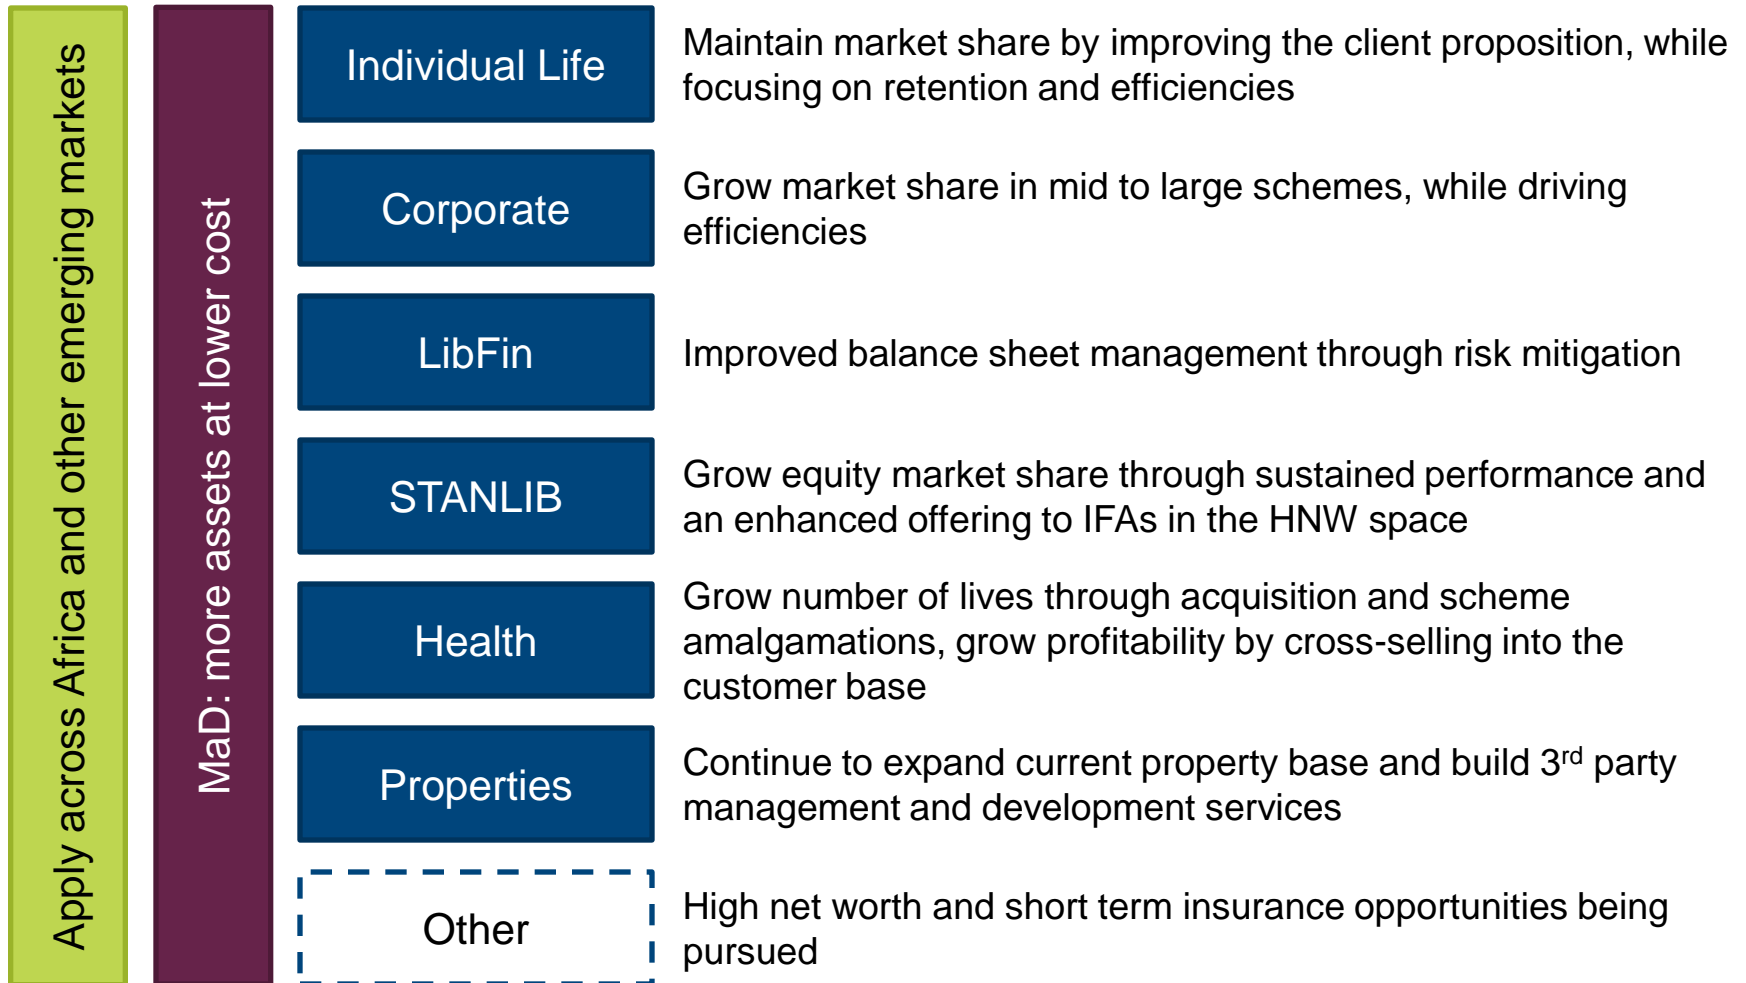 Apply across Africa and other emerging markets
MaD: more assets at lower cost
Individual Life
Maintain market share by improving the client proposition, while
focusing on retention and efficiencies
Corporate
Grow market share in mid to large schemes, while driving
efficiencies
LibFin
Improved balance sheet management through risk mitigation
STANLIB
Grow equity market share through sustained performance and
an enhanced offering to IFAs in the HNW space
Health
Grow number of lives through acquisition and scheme
amalgamations, grow profitability by cross-selling into the
customer base
Properties
Continue to expand current property base and build 3rd party
management and development services
Other
High net worth and short term insurance opportunities being
pursued